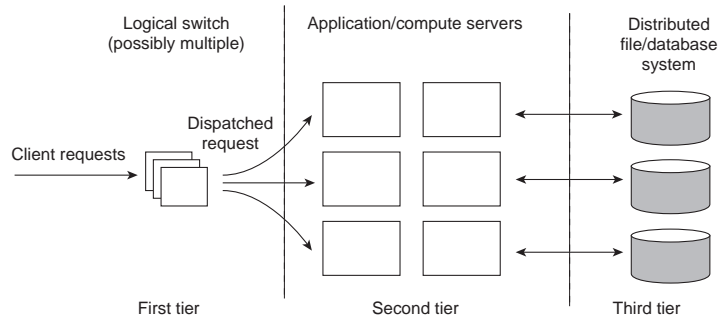 Logical switch
(possibly multiple)
Application/compute servers
Distributed
file/database
system
Dispatched
request
Client requests
First tier
Second tier
Third tier